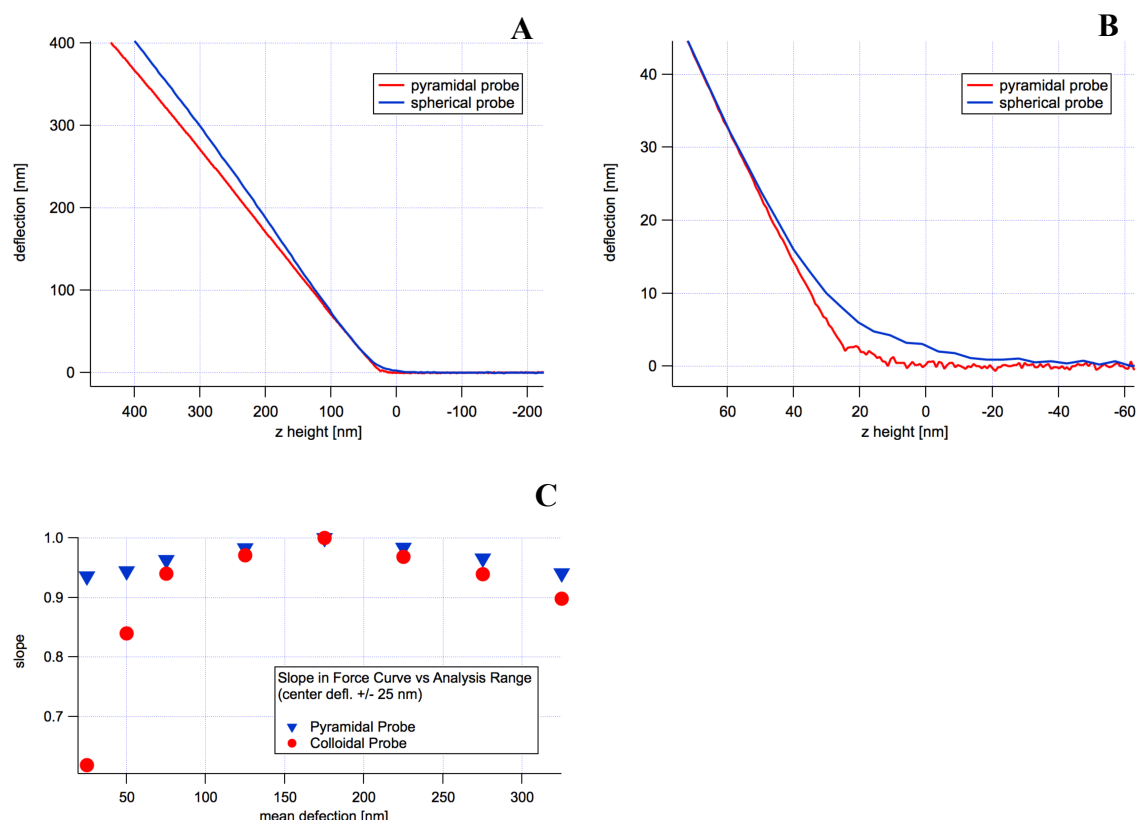 A
400
300
200
100
0
deflection [nm]
pyramidal probe
spherical probe
400
300
200
100
0
-100
-200
z height [nm]
B
40
30
20
10
0
deflection [nm]
pyramidal probe
spherical probe
60
40
20
0
-20
-40
-60
z height [nm]
C
1.0
0.9
0.8
0.7
slope
Slope in Force Curve vs Analysis Range
(center defl. +/- 25 nm)
Pyramidal Probe
Colloidal Probe
50
100
150
200
250
300
mean defection [nm]